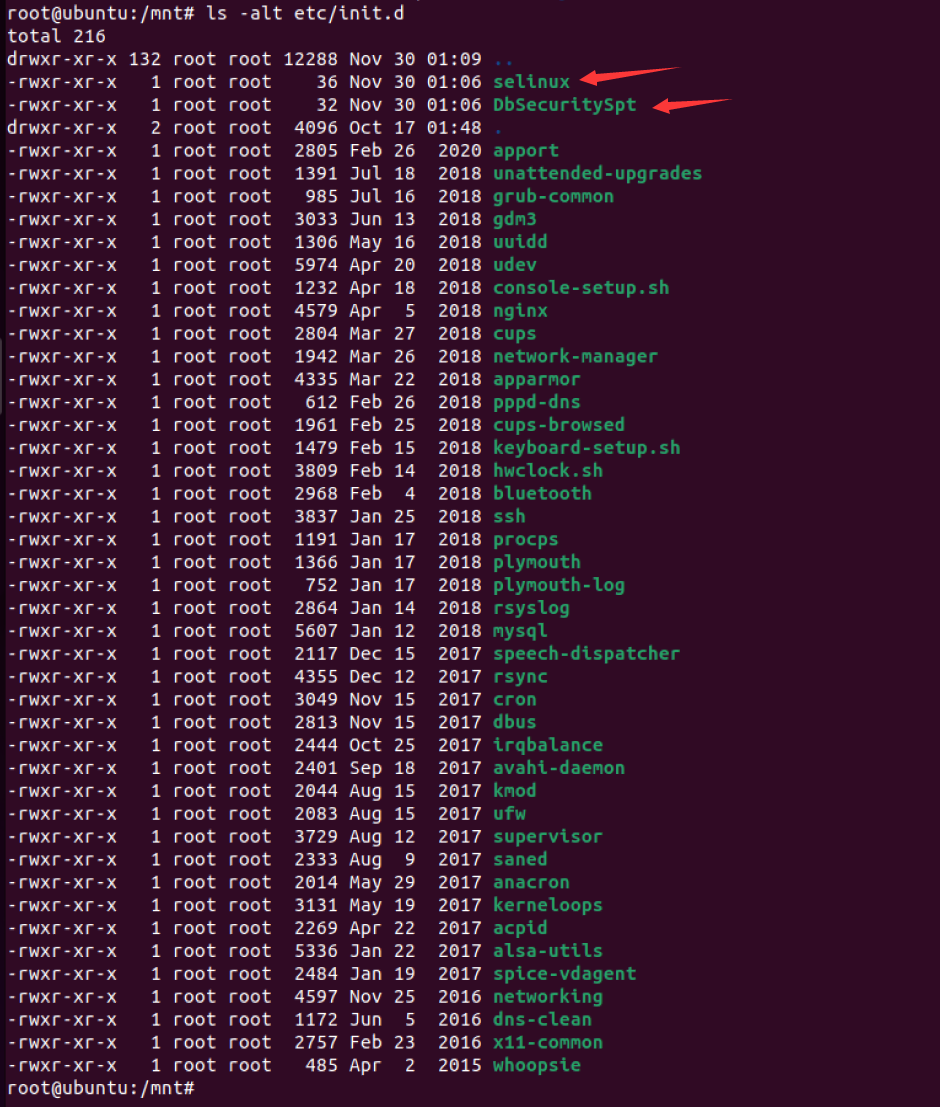 root@ubuntu:/mnt# ls -alt etc/init.d
total 216
drwxr-xr-x 132 root root 12288 Nov 30 01:09 ..
-rwxr-xr-x   1 root root    36 Nov 30 01:06 selinux
-rwxr-xr-x   1 root root    32 Nov 30 01:06 DbSecuritySpt
drwxr-xr-x   2 root root  4096 Oct 17 01:48 .
-rwxr-xr-x   1 root root  2805 Feb 26  2020 apport
-rwxr-xr-x   1 root root  1391 Jul 18  2018 unattended-upgrades
-rwxr-xr-x   1 root root   985 Jul 16  2018 grub-common
-rwxr-xr-x   1 root root  3033 Jun 13  2018 gdm3
-rwxr-xr-x   1 root root  1306 May 16  2018 uuidd
-rwxr-xr-x   1 root root  5974 Apr 20  2018 udev
-rwxr-xr-x   1 root root  1232 Apr 18  2018 console-setup.sh
-rwxr-xr-x   1 root root  4579 Apr  5  2018 nginx
-rwxr-xr-x   1 root root  2804 Mar 27  2018 cups
-rwxr-xr-x   1 root root  1942 Mar 26  2018 network-manager
-rwxr-xr-x   1 root root  4335 Mar 22  2018 apparmor
-rwxr-xr-x   1 root root   612 Feb 26  2018 pppd-dns
-rwxr-xr-x   1 root root  1961 Feb 25  2018 cups-browsed
-rwxr-xr-x   1 root root  1479 Feb 15  2018 keyboard-setup.sh
-rwxr-xr-x   1 root root  3809 Feb 14  2018 hwclock.sh
-rwxr-xr-x   1 root root  2968 Feb  4  2018 bluetooth
-rwxr-xr-x   1 root root  3837 Jan 25  2018 ssh
-rwxr-xr-x   1 root root  1191 Jan 17  2018 procps
-rwxr-xr-x   1 root root  1366 Jan 17  2018 plymouth
-rwxr-xr-x   1 root root   752 Jan 17  2018 plymouth-log
-rwxr-xr-x   1 root root  2864 Jan 14  2018 rsyslog
-rwxr-xr-x   1 root root  5607 Jan 12  2018 mysql
-rwxr-xr-x   1 root root  2117 Dec 15  2017 speech-dispatcher
-rwxr-xr-x   1 root root  4355 Dec 12  2017 rsync
-rwxr-xr-x   1 root root  3049 Nov 15  2017 cron
-rwxr-xr-x   1 root root  2813 Nov 15  2017 dbus
-rwxr-xr-x   1 root root  2444 Oct 25  2017 irqbalance
-rwxr-xr-x   1 root root  2401 Sep 18  2017 avahi-daemon
-rwxr-xr-x   1 root root  2044 Aug 15  2017 kmod
-rwxr-xr-x   1 root root  2083 Aug 15  2017 ufw
-rwxr-xr-x   1 root root  3729 Aug 12  2017 supervisor
-rwxr-xr-x   1 root root  2333 Aug  9  2017 saned
-rwxr-xr-x   1 root root  2014 May 29  2017 anacron
-rwxr-xr-x   1 root root  3131 May 19  2017 kerneloops
-rwxr-xr-x   1 root root  2269 Apr 22  2017 acpid
-rwxr-xr-x   1 root root  5336 Jan 22  2017 alsa-utils
-rwxr-xr-x   1 root root  2484 Jan 19  2017 spice-vdagent
-rwxr-xr-x   1 root root  4597 Nov 25  2016 networking
-rwxr-xr-x   1 root root  1172 Jun  5  2016 dns-clean
-rwxr-xr-x   1 root root  2757 Feb 23  2016 x11-common
-rwxr-xr-x   1 root root   485 Apr  2  2015 whoopsie
root@ubuntu:/mnt#